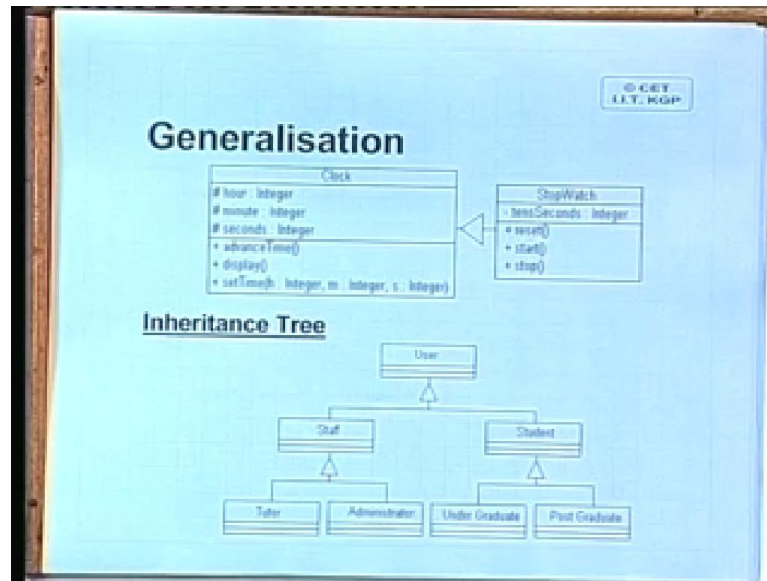 © CET
I.I.T. KGP
Generalisation
Clock
# hour : Integer
# minute : Integer
# seconds : Integer
+ advanceTime()
+ display()
+ setTime(h : Integer, m : Integer, s : Integer)
StopWatch
- tensSeconds : Integer
+ reset()
+ start()
+ stop()
Inheritance Tree
User
Staff
Student
Tutor
Administrator
Under Graduate
Post Graduate